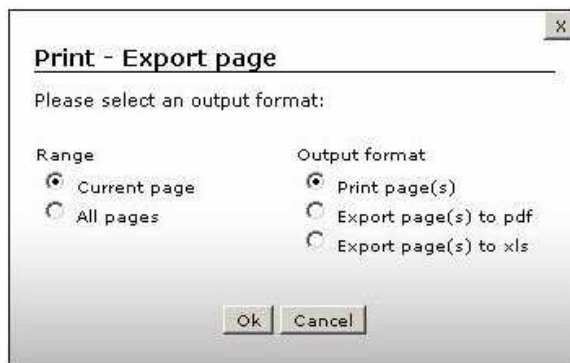 X
Print - Export page
Please select an output format:
Range
Current page
All pages
Output format
Print page(s)
Export page(s) to pdf
Export page(s) to xls
Ok
Cancel